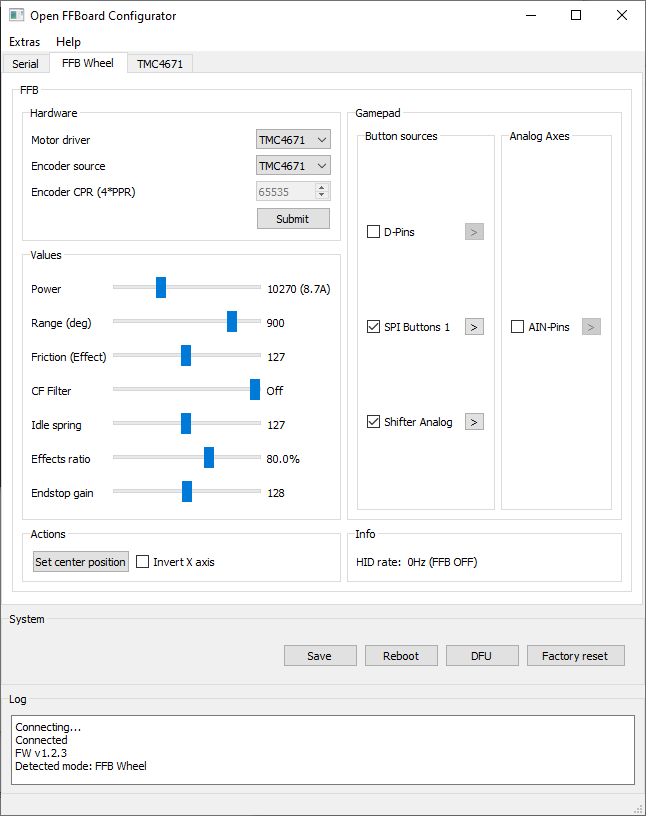 Open FFBoard Configurator
Extras Help
Serial FFB Wheel TMC4671
FFB
Hardware
Motor driver TMC4671
Encoder source TMC4671
Encoder CPR (4*PPR) 65535
Submit
Values
Power 10270 (8.7A)
Range (deg) 900
Friction (Effect) 127
CF Filter Off
Idle spring 127
Effects ratio 80.0%
Endstop gain 128
Gamepad
Button sources
D-Pins >
SPI Buttons 1 >
Shifter Analog >
Analog Axes
AIN-Pins >
Actions
Set center position Invert X axis
Info
HID rate: 0Hz (FFB OFF)
System
Save Reboot DFU Factory reset
Log
Connecting...
Connected
FW v1.2.3
Detected mode: FFB Wheel